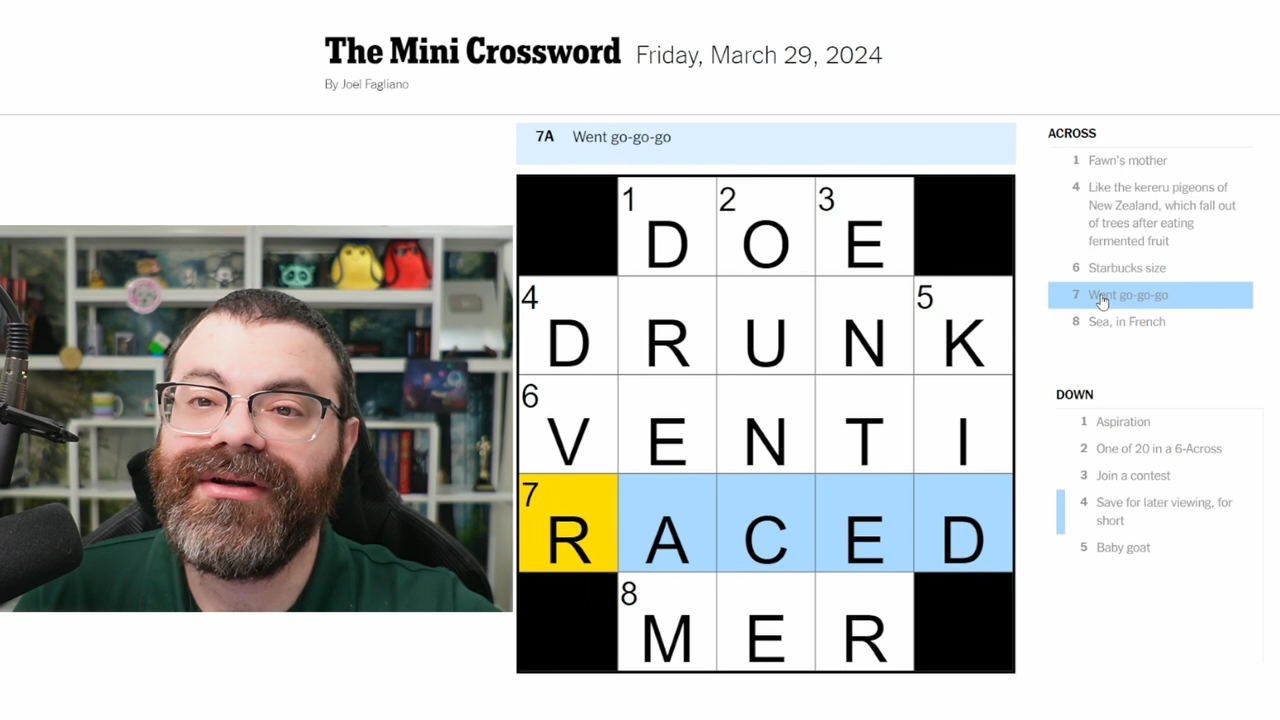 The Mini Crossword Friday, March 29, 2024
By Joel Fagliano
7A Went go-go-go
1 2 3
D O E
4 5
D R U N K
6
V E N T I
7
R A C E D
8
M E R
ACROSS
1 Fawn's mother
4 Like the kereru pigeons of
New Zealand, which fall out
of trees after eating
fermented fruit
6 Starbucks size
7 Went go-go-go
8 Sea, in French
DOWN
1 Aspiration
2 One of 20 in a 6-Across
3 Join a contest
4 Save for later viewing, for
short
5 Baby goat